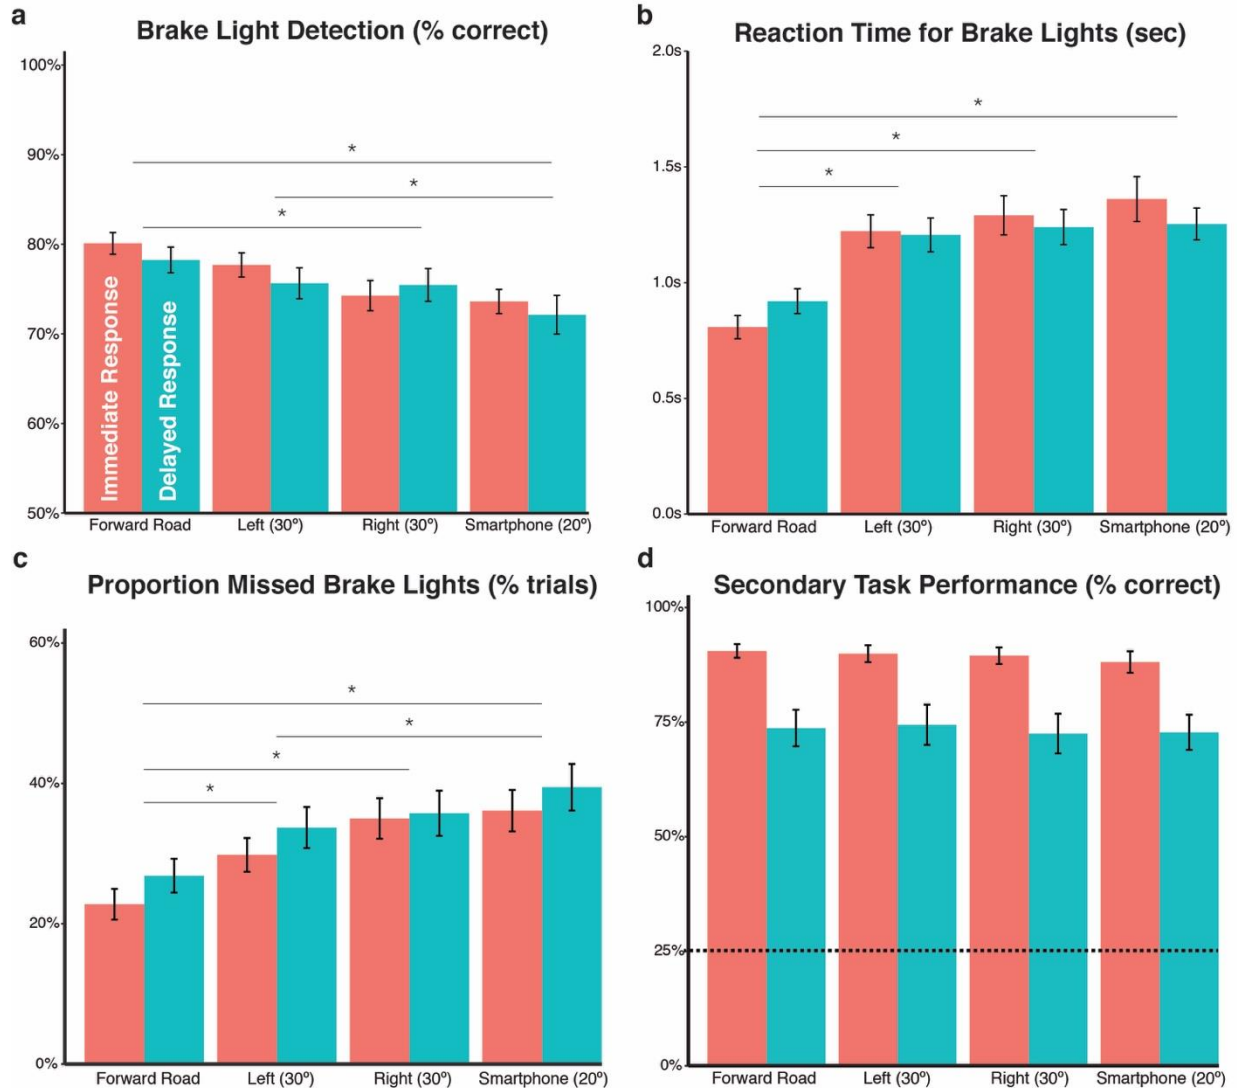 a
Brake Light Detection (% correct)
100%
90%
80%
70%
60%
50%
*
*
*
Immediate Response
Delayed Response
Forward Road
Left (30º)
Right (30º)
Smartphone (20º)
b
Reaction Time for Brake Lights (sec)
2.0s
1.5s
1.0s
0.5s
0.0s
*
*
*
Forward Road
Left (30º)
Right (30º)
Smartphone (20º)
c
Proportion Missed Brake Lights (% trials)
60%
40%
20%
0%
*
*
*
*
Forward Road
Left (30º)
Right (30º)
Smartphone (20º)
d
Secondary Task Performance (% correct)
100%
75%
50%
25%
0%
Forward Road
Left (30º)
Right (30º)
Smartphone (20º)